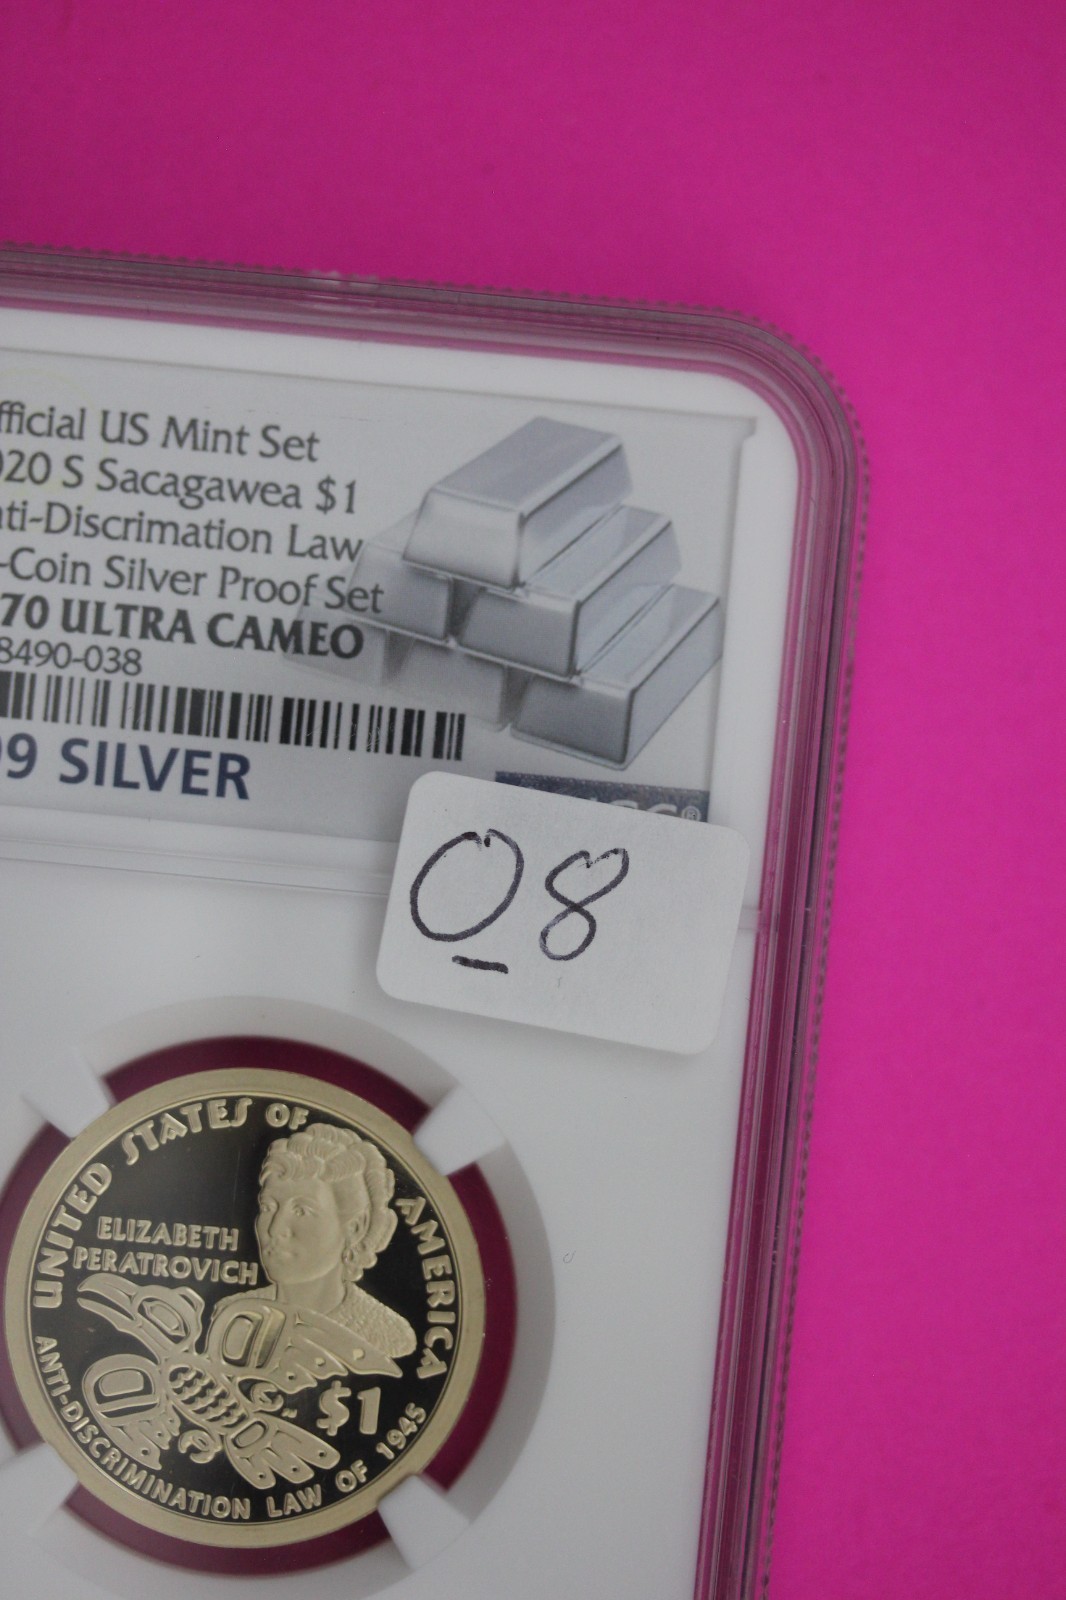 fficial US Mint Set
020 S Sacagawea $1
nti-Discrimation Law
-Coin Silver Proof Set
70 ULTRA CAMEO
8490-038
99 SILVER
08
UNITED STATES OF AMERICA
ELIZABETH
PERATROVICH
$1
ANTI-DISCRIMINATION LAW OF 1945